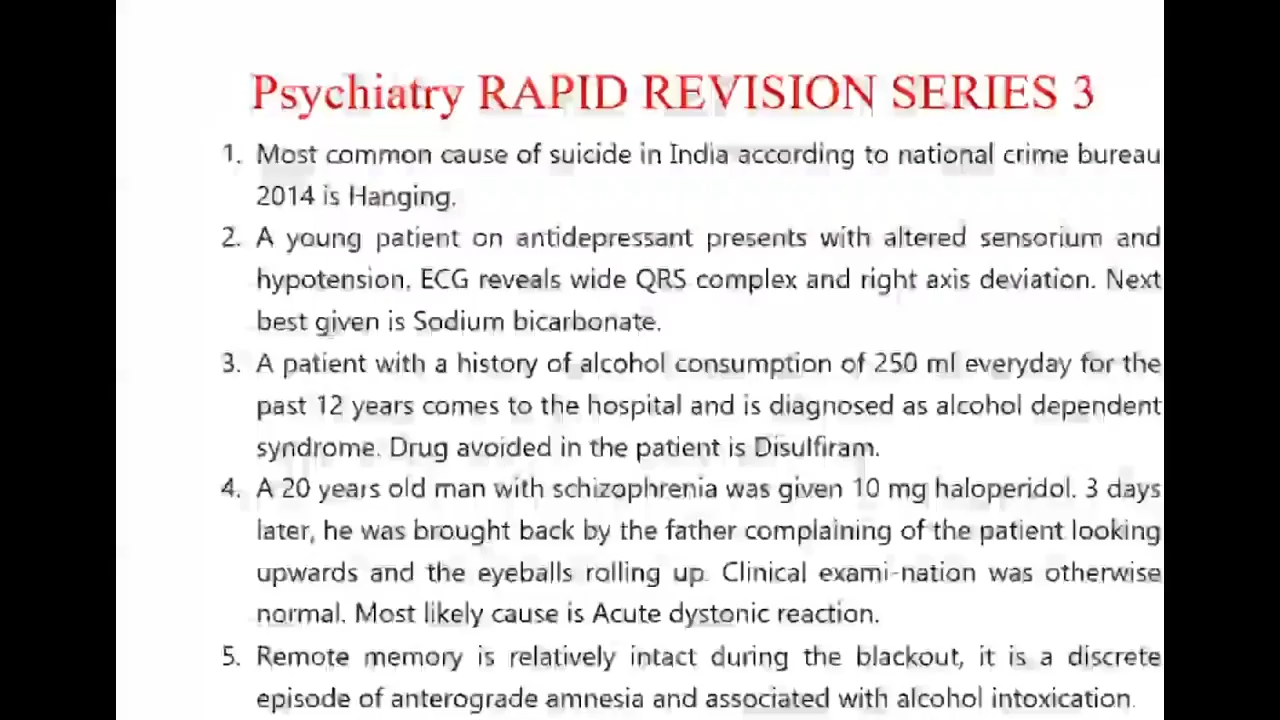 Psychiatry RAPID REVISION SERIES 3
1. Most common cause of suicide in India according to national crime bureau
2014 is Hanging.
2. A young patient on antidepressant presents with altered sensorium and
hypotension, ECG reveals wide QRS complex and right axis deviation. Next
best given is Sodium bicarbonate.
3. A patient with a history of alcohol consumption of 250 ml everyday for the
past 12 years comes to the hospital and is diagnosed as alcohol dependent
syndrome. Drug avoided in the patient is Disulfiram.
4. A 20 years old man with schizophrenia was given 10 mg haloperidol. 3 days
later, he was brought back by the father complaining of the patient looking
upwards and the eyeballs rolling up. Clinical exami-nation was otherwise
normal. Most likely cause is Acute dystonic reaction.
5. Remote memory is relatively intact during the blackout, it is a discrete
episode of anterograde amnesia and associated with alcohol intoxication.